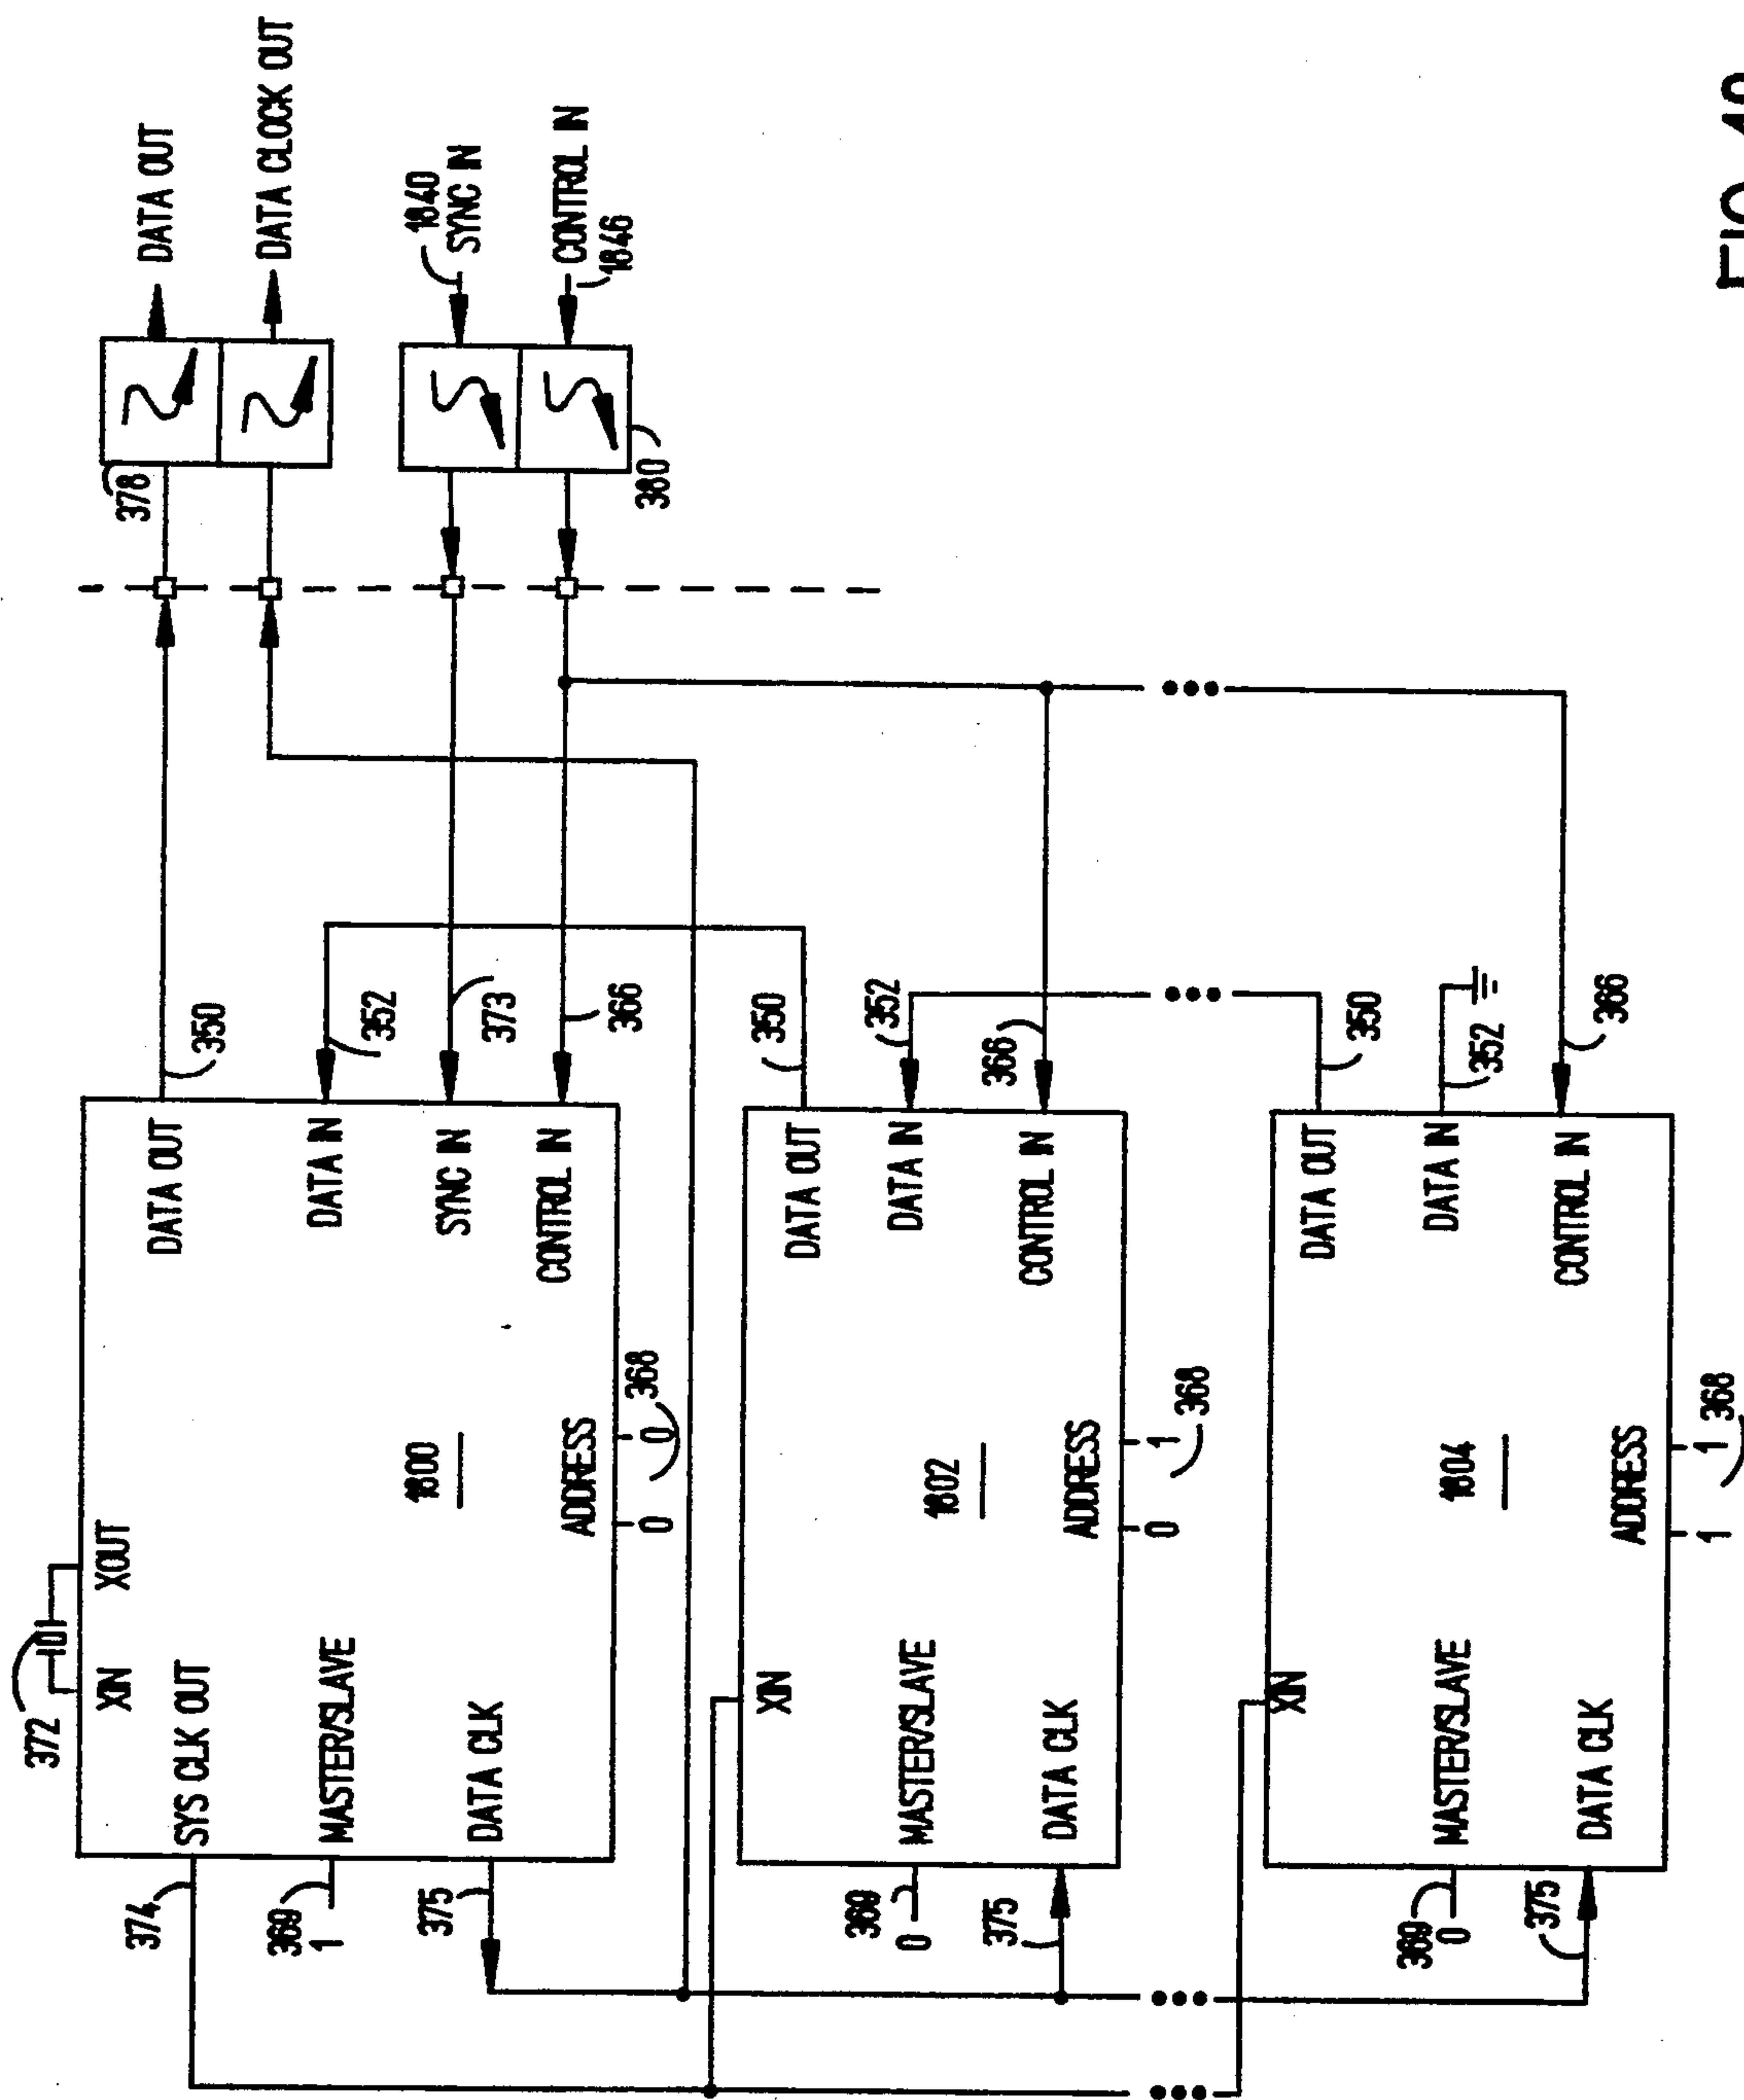 372
XIN
XOUT
374
SYS CLK OUT
DATA OUT
350
378
DATA OUT
369
1
MASTER/SLAVE
DATA IN
352
DATA CLOCK OUT
375
DATA CLK
1800
SYNC IN
373
1840
SYNC IN
ADDRESS
CONTROL IN
366
CONTROL IN
1846
0 0
368
380
XIN
DATA OUT
350
369
0
MASTER/SLAVE
1802
DATA IN
352
375
DATA CLK
ADDRESS
CONTROL IN
366
0 1
368
XIN
DATA OUT
350
369
0
MASTER/SLAVE
1804
DATA IN
352
375
DATA CLK
ADDRESS
CONTROL IN
366
1 1
368
FIG